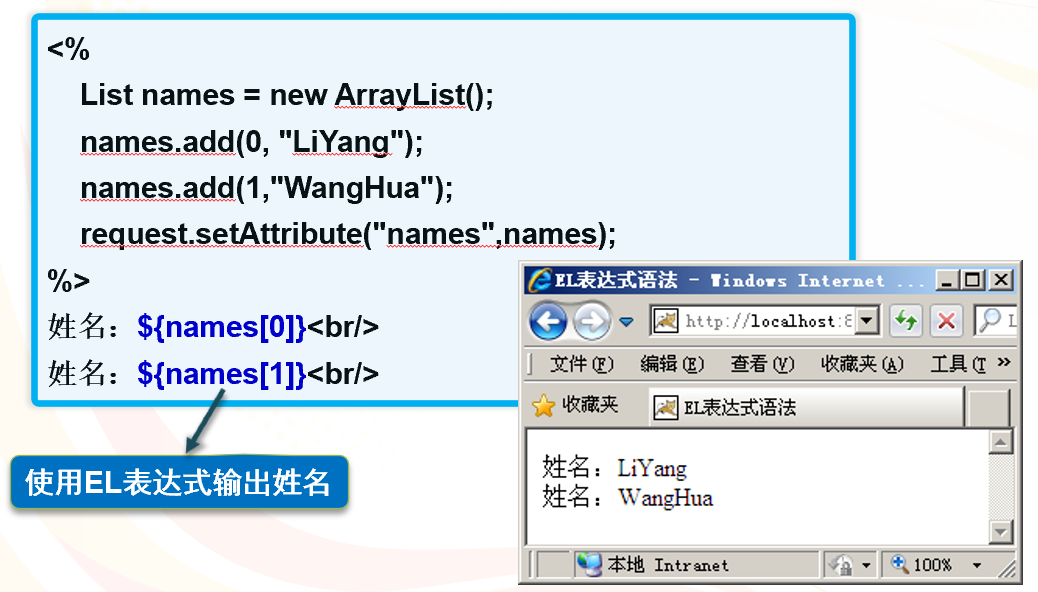 <%
List names = new ArrayList();
names.add(0, "LiYang");
names.add(1,"WangHua");
request.setAttribute("names",names);
%>
姓名：${names[0]}<br/>
姓名：${names[1]}<br/>
使用EL表达式输出姓名
EL表达式语法 - Windows Internet ...
http://localhost:8
L
文件(F) 编辑(E) 查看(V) 收藏夹(A) 工具(T »
收藏夹 EL表达式语法
姓名：LiYang
姓名：WangHua
本地 Intranet 100%